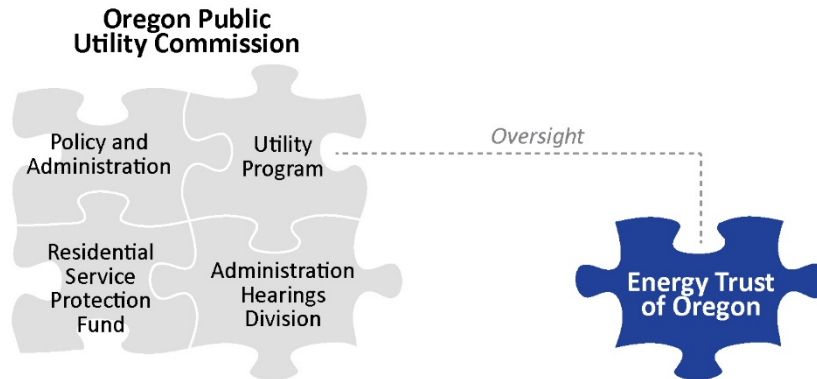 Oregon Public
Utility Commission
Policy and
Administration
Utility
Program
Oversight
Residential
Service
Protection
Fund
Administration
Hearings
Division
Energy Trust
of Oregon